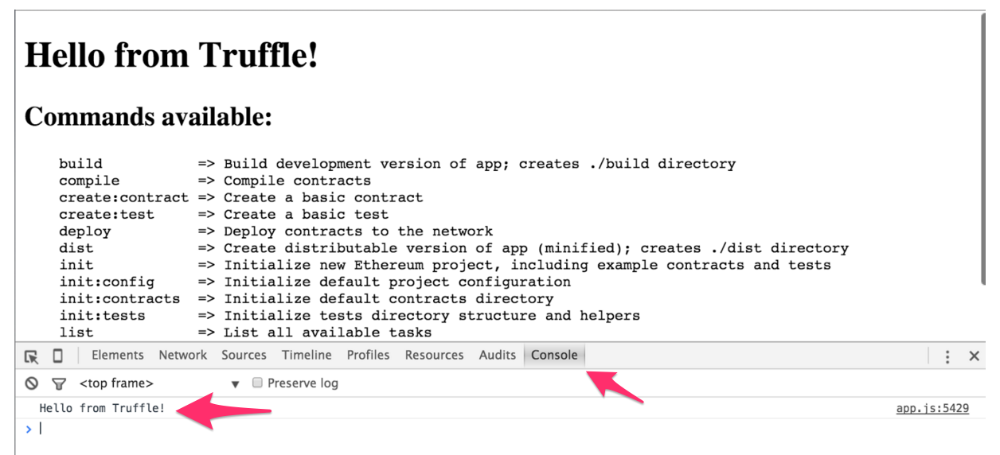 Hello from Truffle!
Commands available:
build => Build development version of app; creates ./build directory
compile => Compile contracts
create:contract => Create a basic contract
create:test => Create a basic test
deploy => Deploy contracts to the network
dist => Create distributable version of app (minified); creates ./dist directory
init => Initialize new Ethereum project, including example contracts and tests
init:config => Initialize default project configuration
init:contracts => Initialize default contracts directory
init:tests => Initialize tests directory structure and helpers
list => List all available tasks
Elements Network Sources Timeline Profiles Resources Audits Console
<top frame> ▼ Preserve log
Hello from Truffle! app.js:5429
>